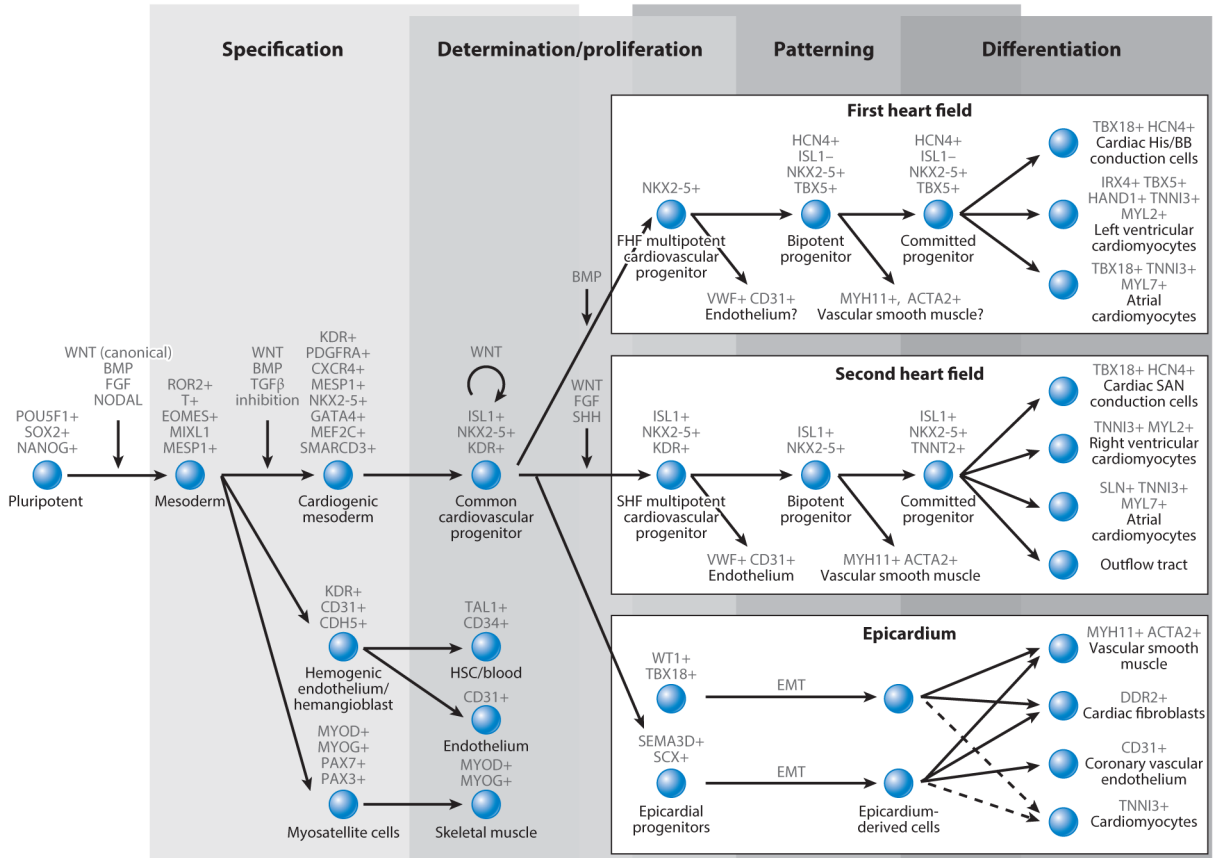 Specification
Determination/proliferation
Patterning
Differentiation
First heart field
NKX2-5+
FHF multipotent
cardiovascular
progenitor
HCN4+
ISL1–
NKX2-5+
TBX5+
Bipotent
progenitor
HCN4+
ISL1–
NKX2-5+
TBX5+
Committed
progenitor
VWF+ CD31+
Endothelium?
MYH11+, ACTA2+
Vascular smooth muscle?
TBX18+ HCN4+
Cardiac His/BB
conduction cells
IRX4+ TBX5+
HAND1+ TNNI3+
MYL2+
Left ventricular
cardiomyocytes
TBX18+ TNNI3+
MYL7+
Atrial
cardiomyocytes
BMP
WNT (canonical)
BMP
FGF
NODAL
POU5F1+
SOX2+
NANOG+
Pluripotent
ROR2+
T+
EOMES+
MIXL1
MESP1+
Mesoderm
WNT
BMP
TGFβ
inhibition
KDR+
PDGFRA+
CXCR4+
MESP1+
NKX2-5+
GATA4+
MEF2C+
SMARCD3+
Cardiogenic
mesoderm
WNT
ISL1+
NKX2-5+
KDR+
Common
cardiovascular
progenitor
WNT
FGF
SHH
Second heart field
ISL1+
NKX2-5+
KDR+
SHF multipotent
cardiovascular
progenitor
ISL1+
NKX2-5+
Bipotent
progenitor
ISL1+
NKX2-5+
TNNT2+
Committed
progenitor
VWF+ CD31+
Endothelium
MYH11+ ACTA2+
Vascular smooth muscle
TBX18+ HCN4+
Cardiac SAN
conduction cells
TNNI3+ MYL2+
Right ventricular
cardiomyocytes
SLN+ TNNI3+
MYL7+
Atrial
cardiomyocytes
Outflow tract
KDR+
CD31+
CDH5+
Hemogenic
endothelium/
hemangioblast
TAL1+
CD34+
HSC/blood
CD31+
Endothelium
MYOD+
MYOG+
PAX7+
PAX3+
Myosatellite cells
MYOD+
MYOG+
Skeletal muscle
Epicardium
WT1+
TBX18+
EMT
SEMA3D+
SCX+
Epicardial
progenitors
EMT
Epicardium-
derived cells
MYH11+ ACTA2+
Vascular smooth
muscle
DDR2+
Cardiac fibroblasts
CD31+
Coronary vascular
endothelium
TNNI3+
Cardiomyocytes